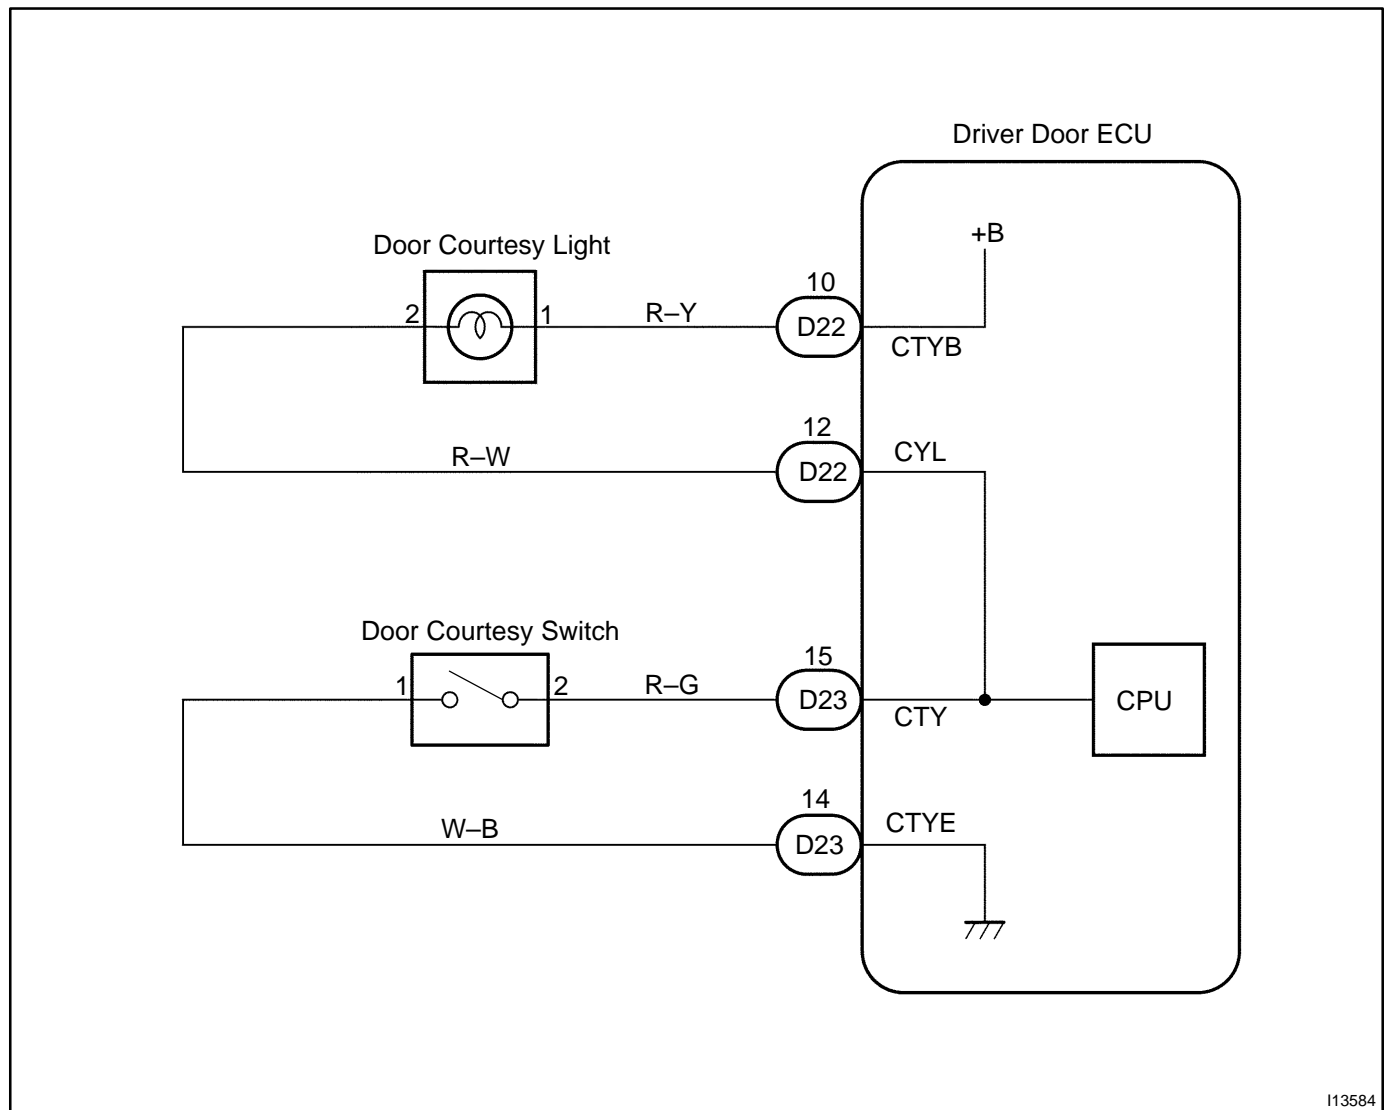 Driver Door ECU
+B
Door Courtesy Light
10
2
1
R–Y
D22
CTYB
12
R–W
D22
CYL
Door Courtesy Switch
15
1
2
R–G
D23
CTY
CPU
14
W–B
D23
CTYE
I13584